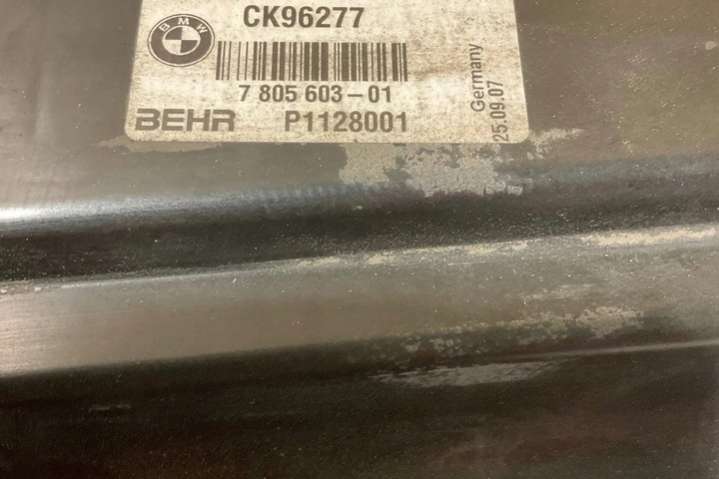 BMW
CK96277
7 805 603-01
BEHR P1128001
Germany
25.09.07